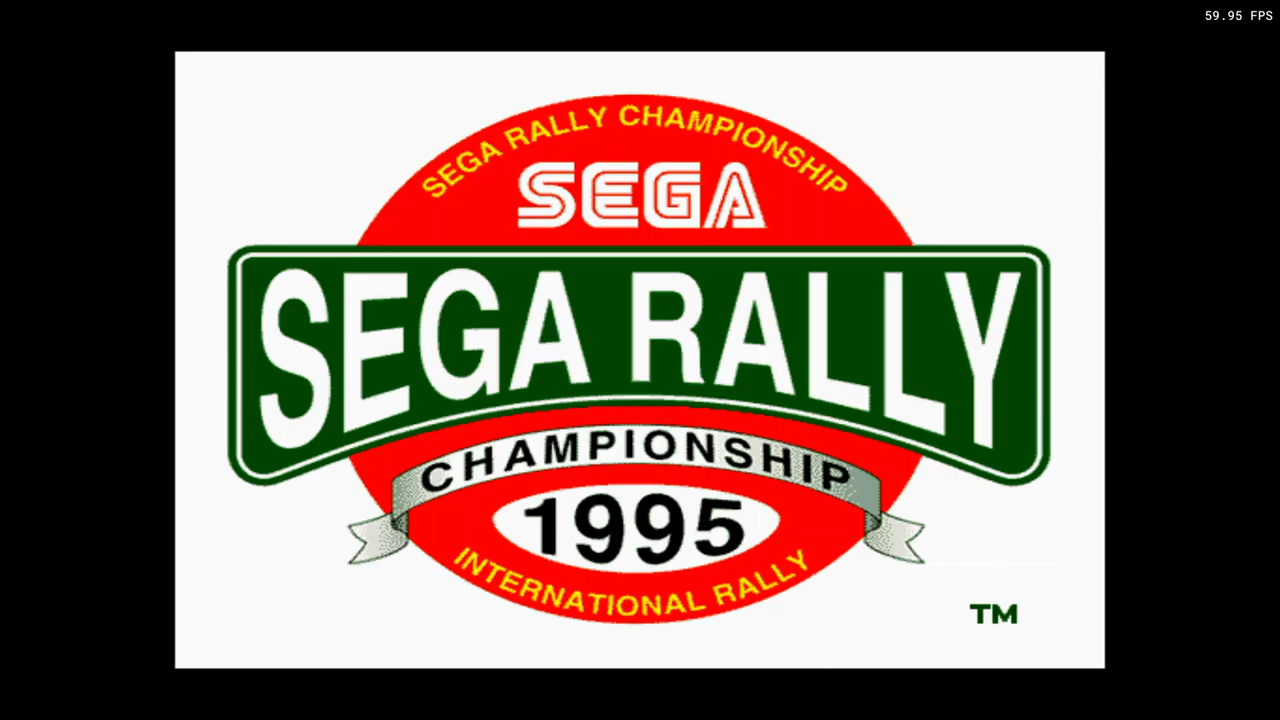 59.95 FPS
SEGA RALLY CHAMPIONSHIP
SEGA
SEGA RALLY
CHAMPIONSHIP
1995
INTERNATIONAL RALLY
TM